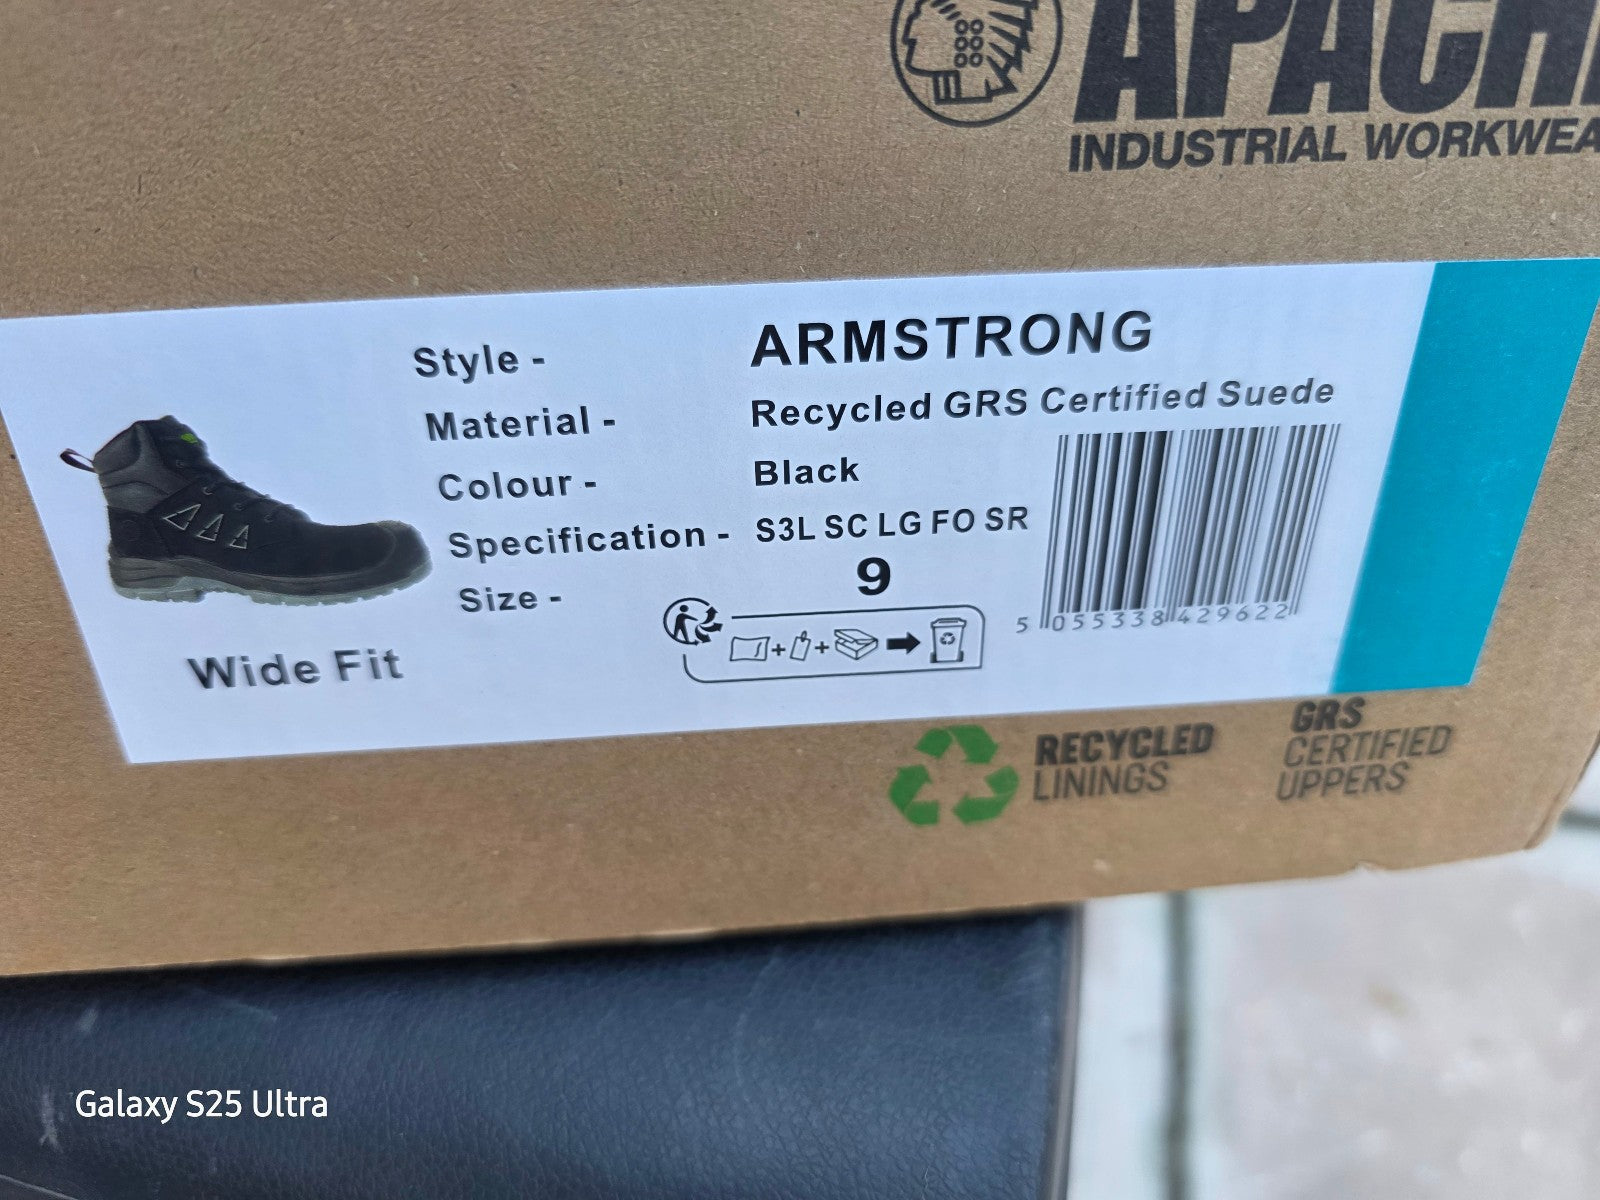 APACH
INDUSTRIAL WORKWEA
Style - ARMSTRONG
Material - Recycled GRS Certified Suede
Colour - Black
Specification - S3L SC LG FO SR
Size - 9
Wide Fit
5 055338 429622
RECYCLED
LININGS
GRS
CERTIFIED
UPPERS
Galaxy S25 Ultra